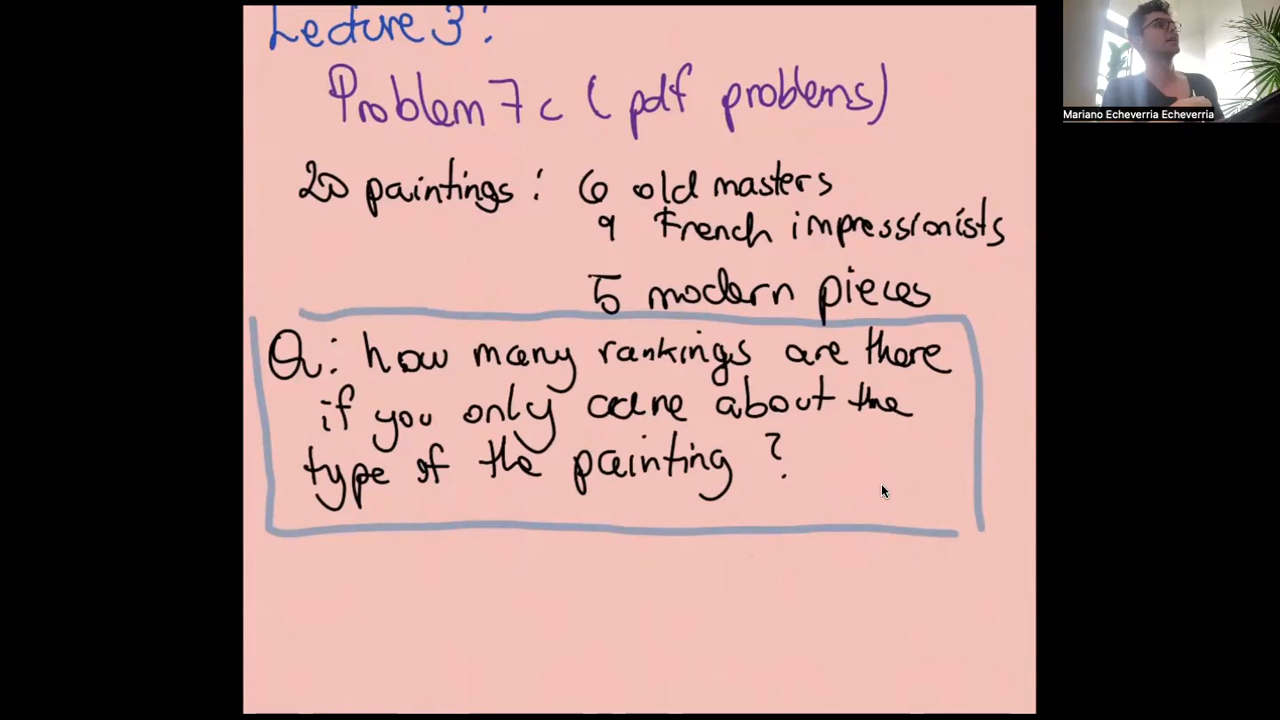 Lecture 3:
Mariano Echeverria Echeverria
Problem 7c (pdf problems)
20 paintings: 6 old masters
9 French impressionists
5 modern pieces
Q: how many rankings are there
if you only care about the
type of the painting?